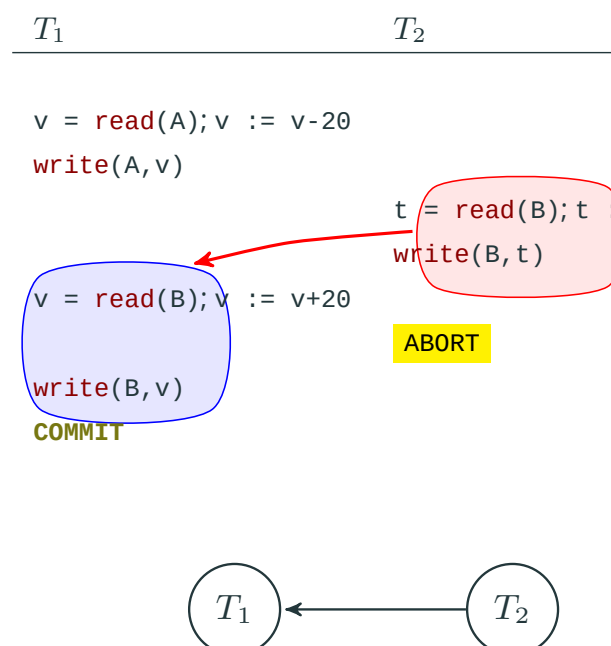 T1 T2
v = read(A); v := v-20
write(A,v)
t = read(B); t :
write(B,t)
v = read(B); v := v+20
ABORT
write(B,v)
COMMIT
T1 T2